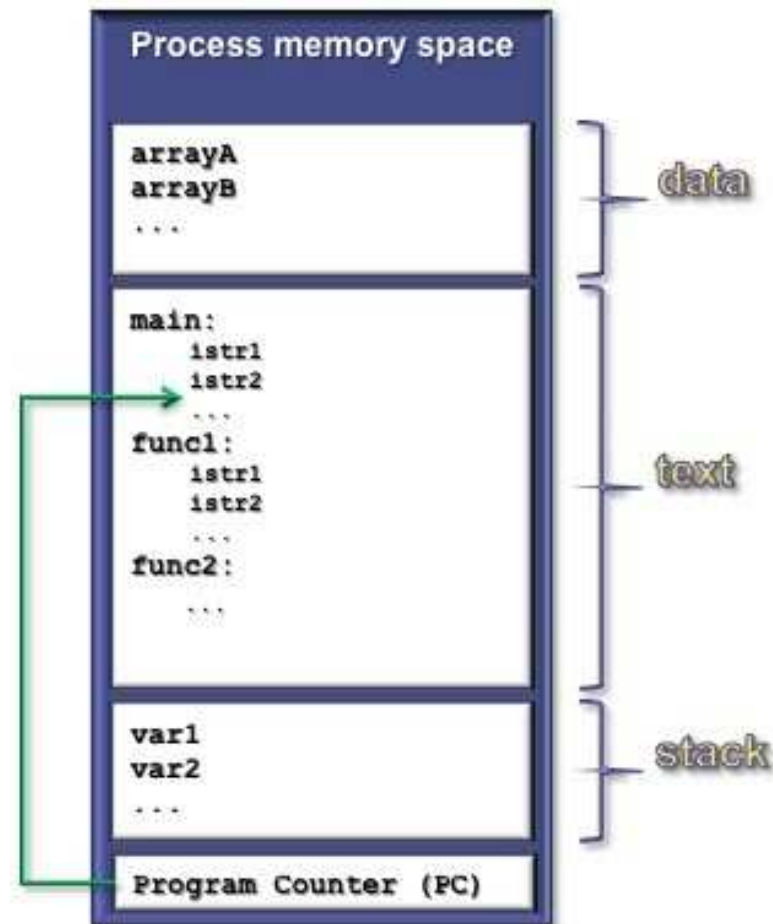 Process memory space
arrayA
arrayB
...
data
main:
istr1
istr2
...
func1:
istr1
istr2
...
func2:
...
text
var1
var2
...
stack
Program Counter (PC)